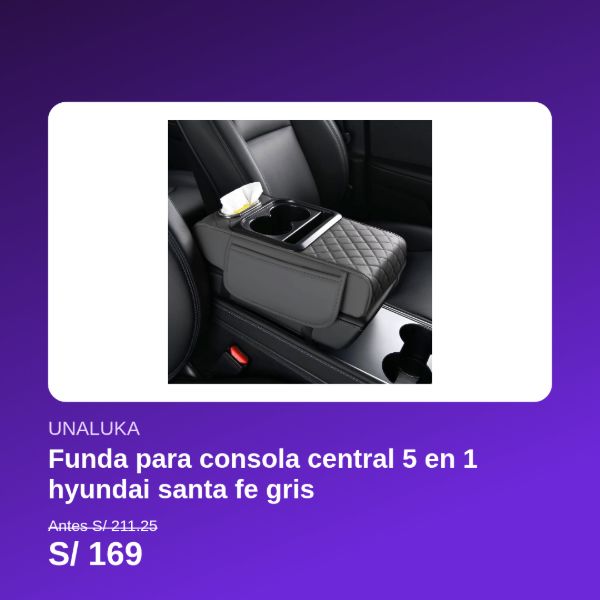 UNALUKA
Funda para consola central 5 en 1
hyundai santa fe gris
Antes S/ 211.25
S/ 169